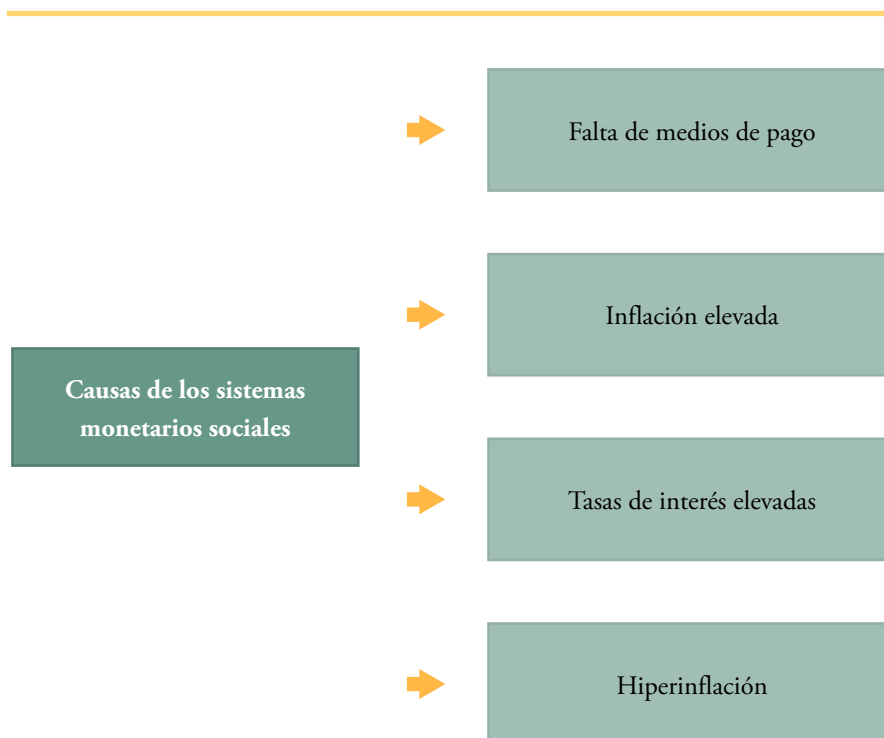 Falta de medios de pago
Inflación elevada
Causas de los sistemas
monetarios sociales
Tasas de interés elevadas
Hiperinflación